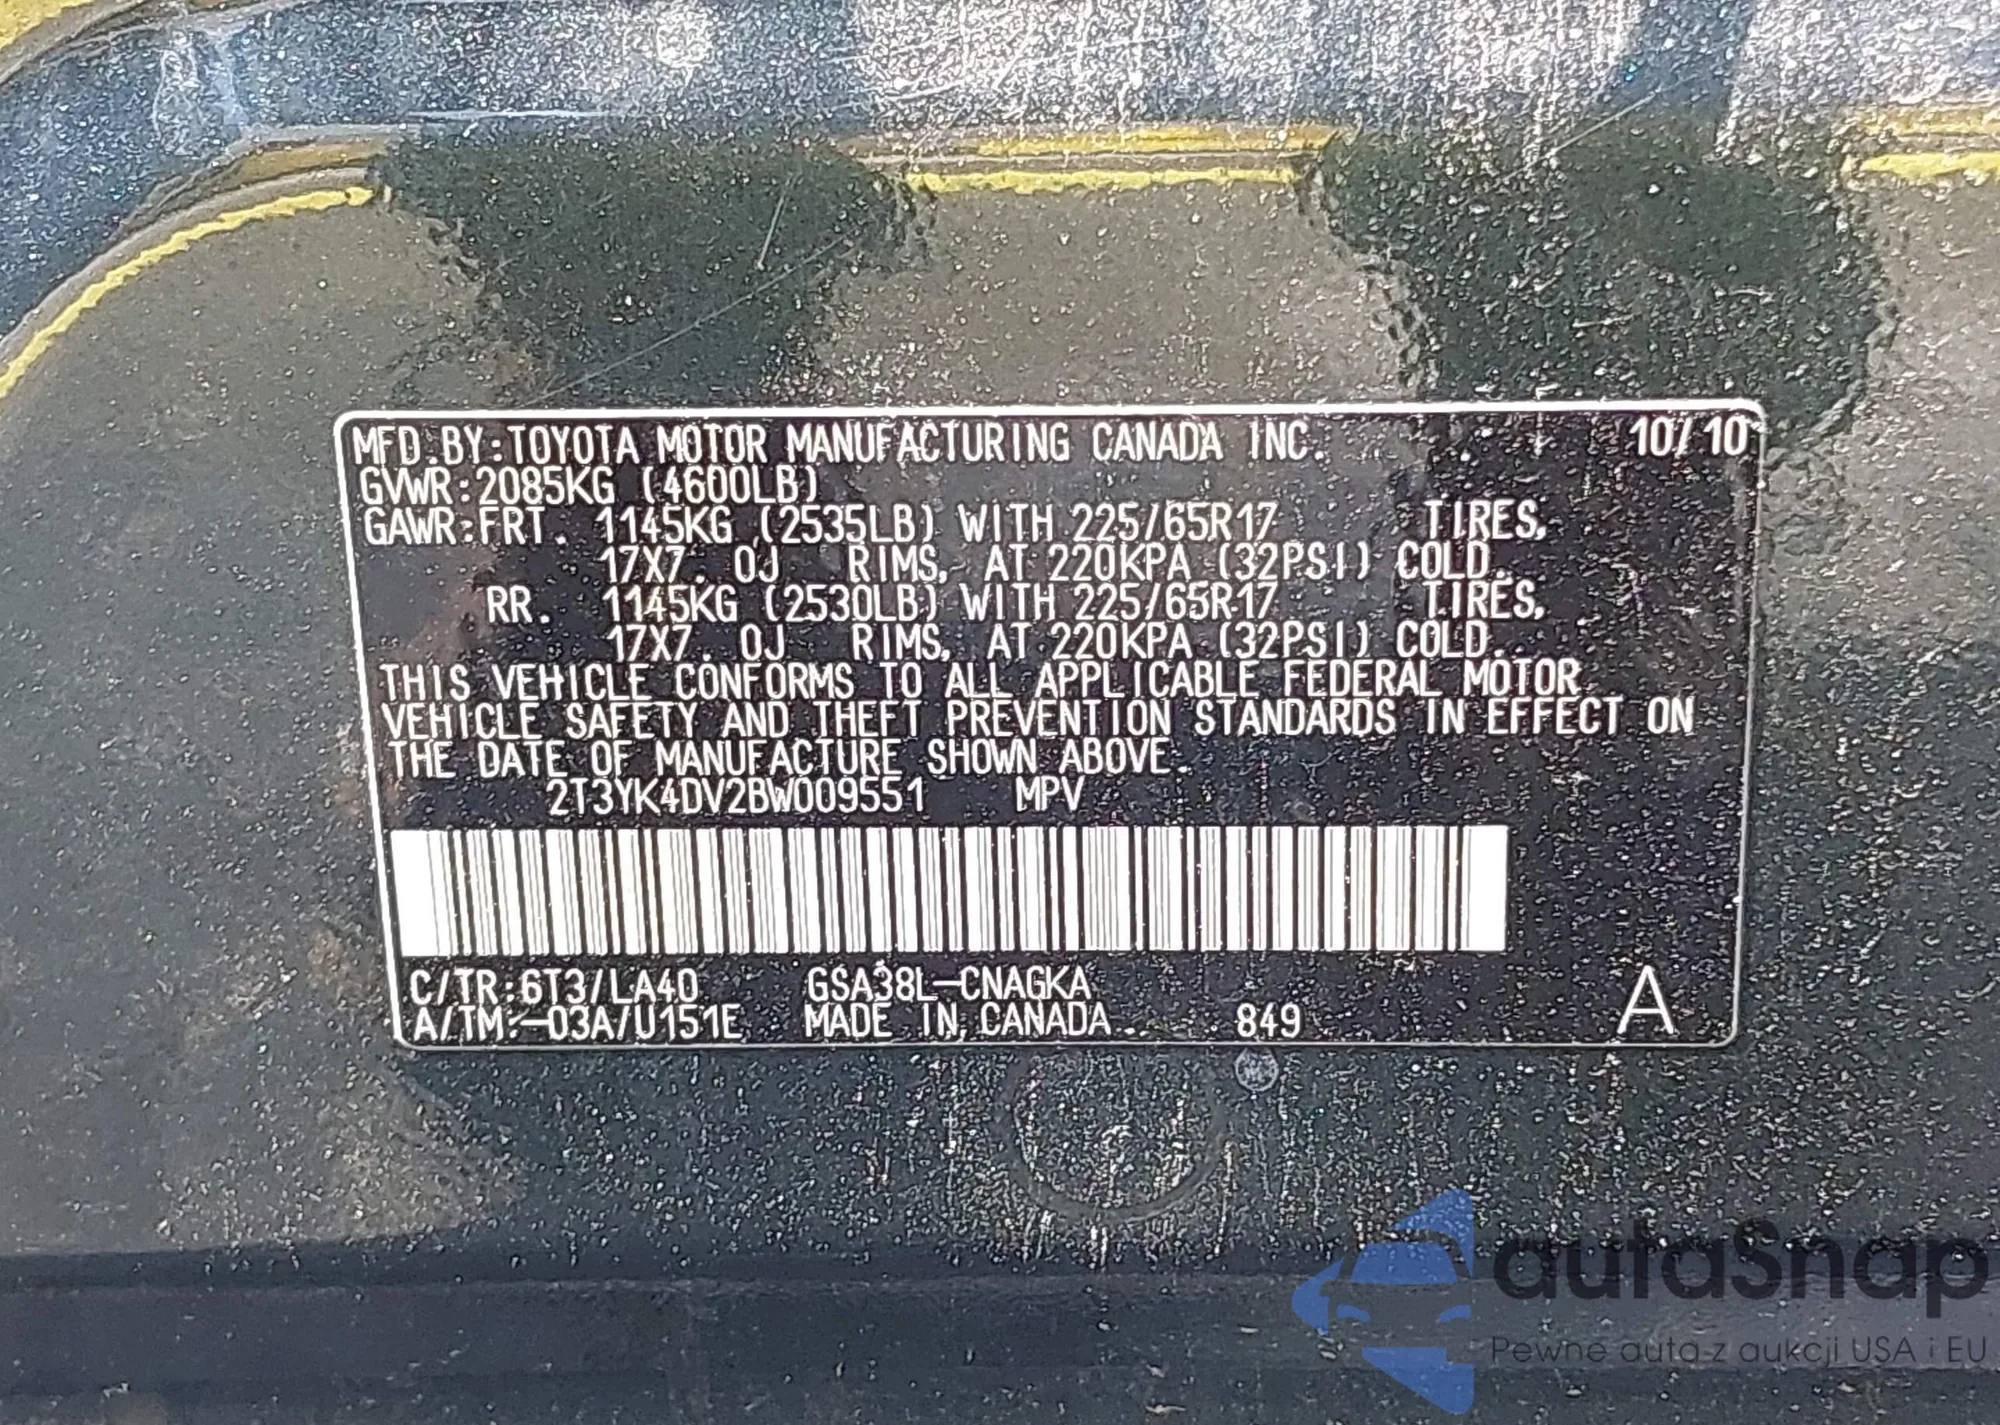 MFD.BY:TOYOTA MOTOR MANUFACTURING CANADA INC. 10/10
GVWR:2085KG (4600LB)
GAWR:FRT. 1145KG (2535LB) WITH 225/65R17 TIRES,
17X7.0J RIMS, AT 220KPA (32PSI) COLD.
RR. 1145KG (2530LB) WITH 225/65R17 TIRES,
17X7.0J RIMS, AT 220KPA (32PSI) COLD.
THIS VEHICLE CONFORMS TO ALL APPLICABLE FEDERAL MOTOR
VEHICLE SAFETY AND THEFT PREVENTION STANDARDS IN EFFECT ON
THE DATE OF MANUFACTURE SHOWN ABOVE.
2T3YK4DV2BW009551 MPV
C/TR:6T3/LA40 GSA38L-CNAGKA
A/TM:-03A/U151E MADE IN CANADA 849 A
autaSnap
Pewne auta z aukcji USA i EU